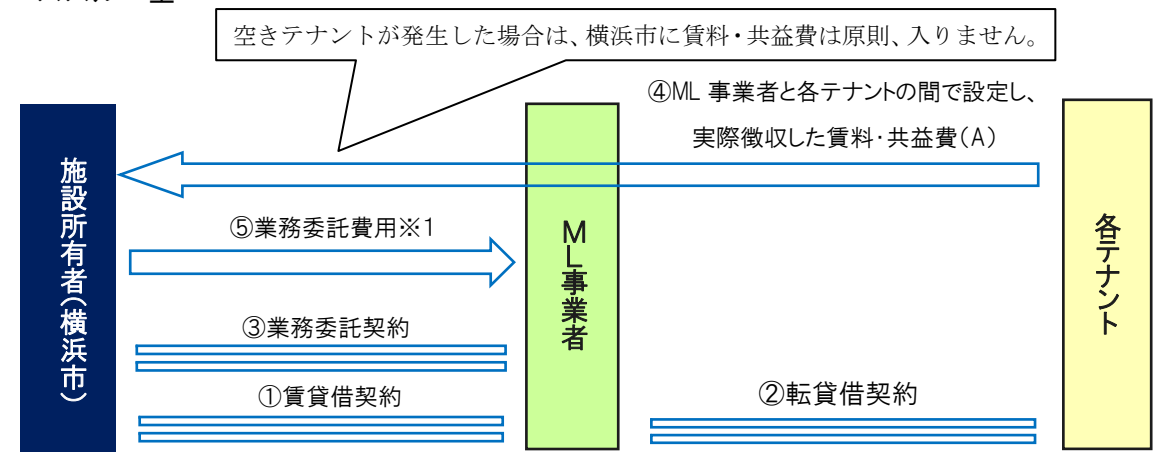 空きテナントが発生した場合は、横浜市に賃料・共益費は原則、入りません。
④ML 事業者と各テナントの間で設定し、
実際徴収した賃料・共益費（A）
施設所有者（横浜市）
⑤業務委託費用※1
ML事業者
各テナント
③業務委託契約
①賃貸借契約
②転貸借契約